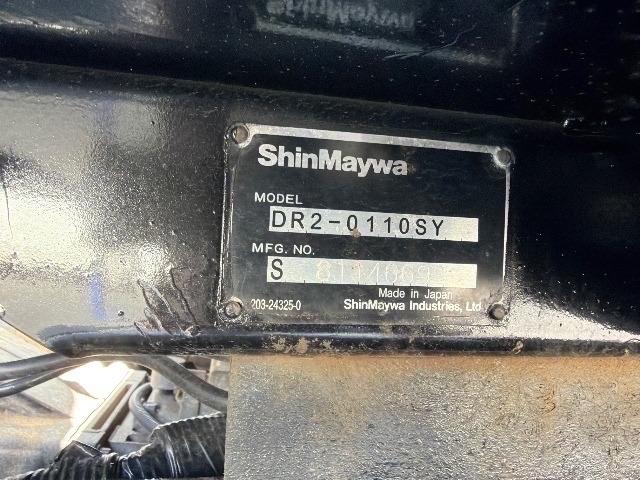 ShinMaywa
MODEL
DR2-0110SY
MFG. NO.
S
Made in Japan
203-24325-0
ShinMaywa Industries, Ltd.